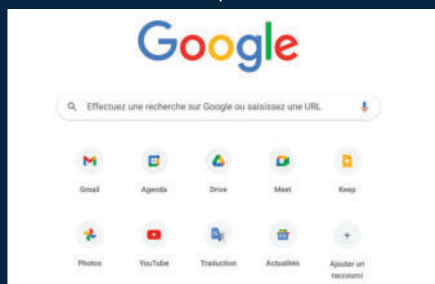 Google
Effectuez une recherche sur Google ou saisissez une URL
Gmail
Agenda
Drive
Meet
Keep
Photos
YouTube
Traduction
Actualités
Ajouter un
raccourci